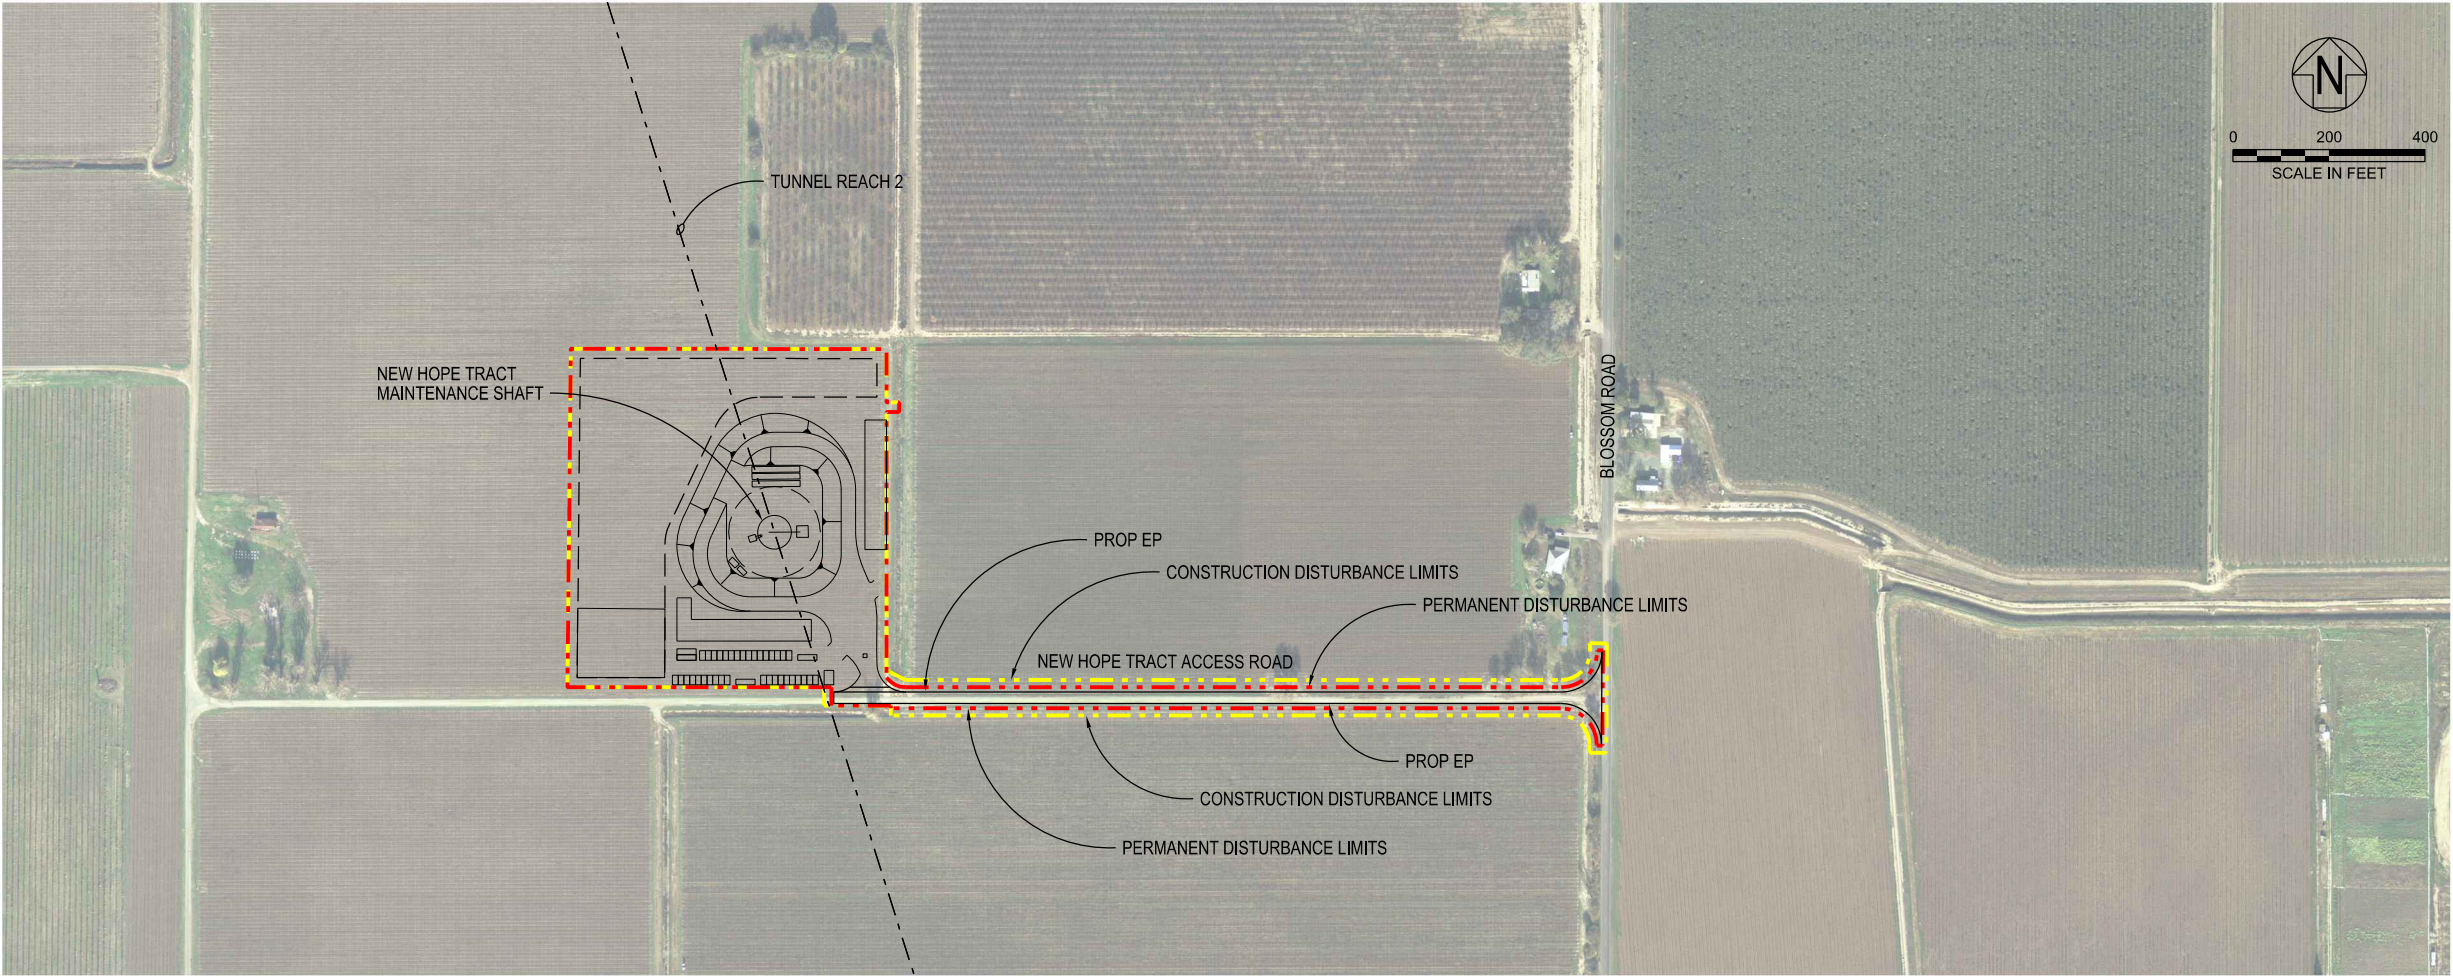 N
0 200 400
SCALE IN FEET
TUNNEL REACH 2
NEW HOPE TRACT
MAINTENANCE SHAFT
BLOSSOM ROAD
PROP EP
CONSTRUCTION DISTURBANCE LIMITS
PERMANENT DISTURBANCE LIMITS
NEW HOPE TRACT ACCESS ROAD
PROP EP
CONSTRUCTION DISTURBANCE LIMITS
PERMANENT DISTURBANCE LIMITS